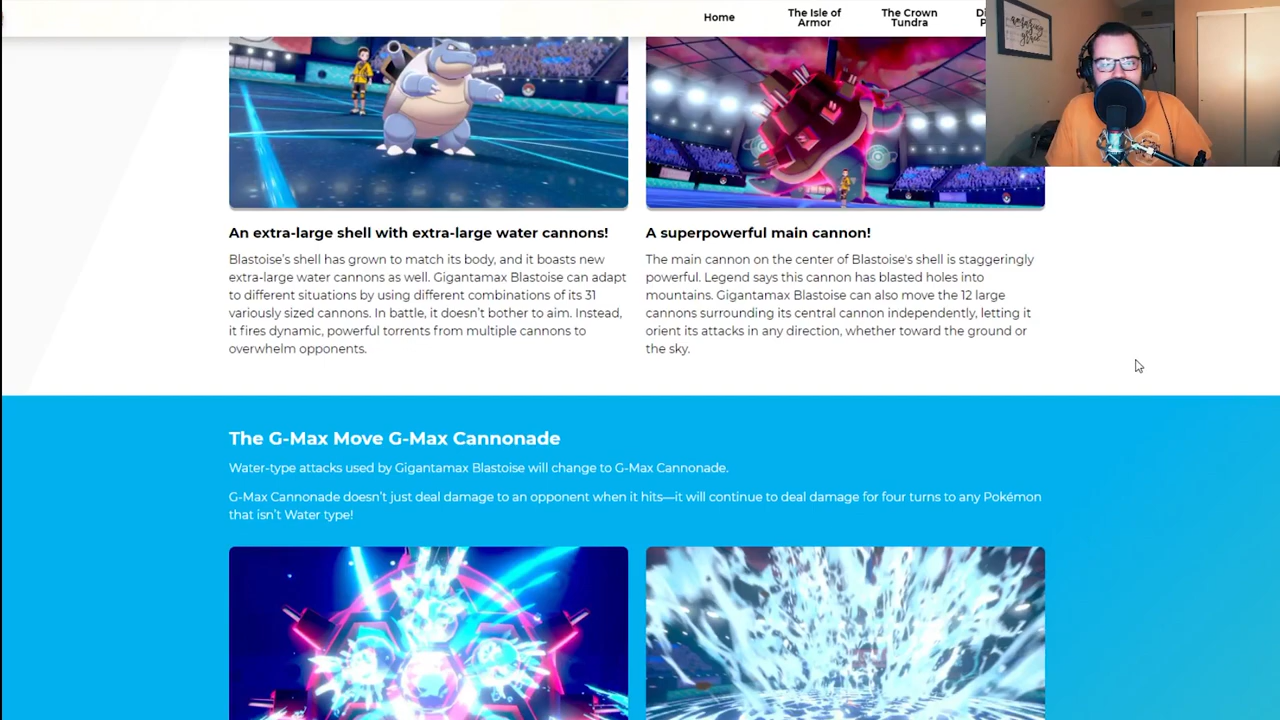 Home
The Isle of
Armor
The Crown
Tundra
An extra-large shell with extra-large water cannons!
Blastoise's shell has grown to match its body, and it boasts new
extra-large water cannons as well. Gigantamax Blastoise can adapt
to different situations by using different combinations of its 31
variously sized cannons. In battle, it doesn't bother to aim. Instead,
it fires dynamic, powerful torrents from multiple cannons to
overwhelm opponents.
A superpowerful main cannon!
The main cannon on the center of Blastoise's shell is staggeringly
powerful. Legend says this cannon has blasted holes into
mountains. Gigantamax Blastoise can also move the 12 large
cannons surrounding its central cannon independently, letting it
orient its attacks in any direction, whether toward the ground or
the sky.
The G-Max Move G-Max Cannonade
Water-type attacks used by Gigantamax Blastoise will change to G-Max Cannonade.
G-Max Cannonade doesn't just deal damage to an opponent when it hits—it will continue to deal damage for four turns to any Pokémon
that isn't Water type!